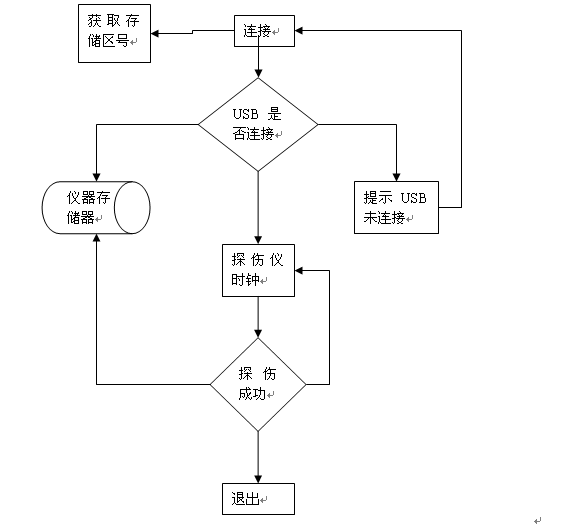 获取存
储区号
连接
USB 是
否连接
仪器存
储器
提示 USB
未连接
探伤仪
时钟
探 伤
成功
退出